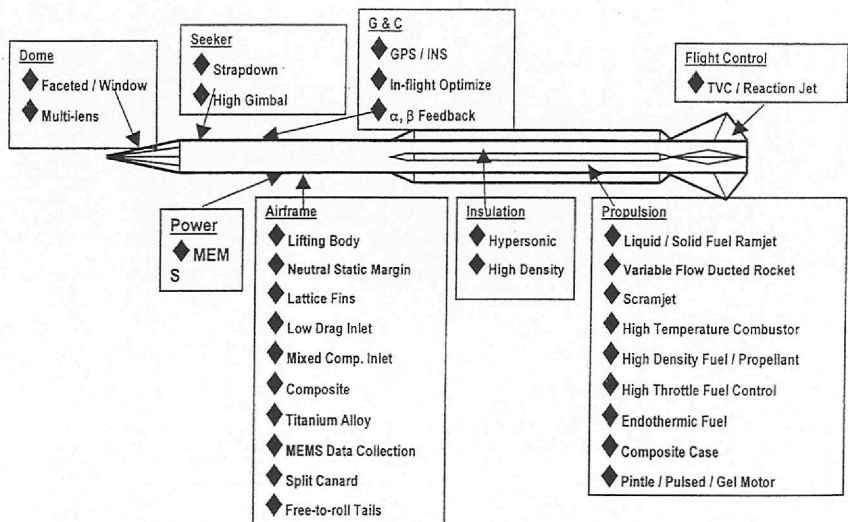 Dome
Faceted / Window
Multi-lens
Seeker
Strapdown
High Gimbal
G & C
GPS / INS
In-flight Optimize
α, β Feedback
Flight Control
TVC / Reaction Jet
Power
MEM
S
Airframe
Lifting Body
Neutral Static Margin
Lattice Fins
Low Drag Inlet
Mixed Comp. Inlet
Composite
Titanium Alloy
MEMS Data Collection
Split Canard
Free-to-roll Tails
Insulation
Hypersonic
High Density
Propulsion
Liquid / Solid Fuel Ramjet
Variable Flow Ducted Rocket
Scramjet
High Temperature Combustor
High Density Fuel / Propellant
High Throttle Fuel Control
Endothermic Fuel
Composite Case
Pintle / Pulsed / Gel Motor